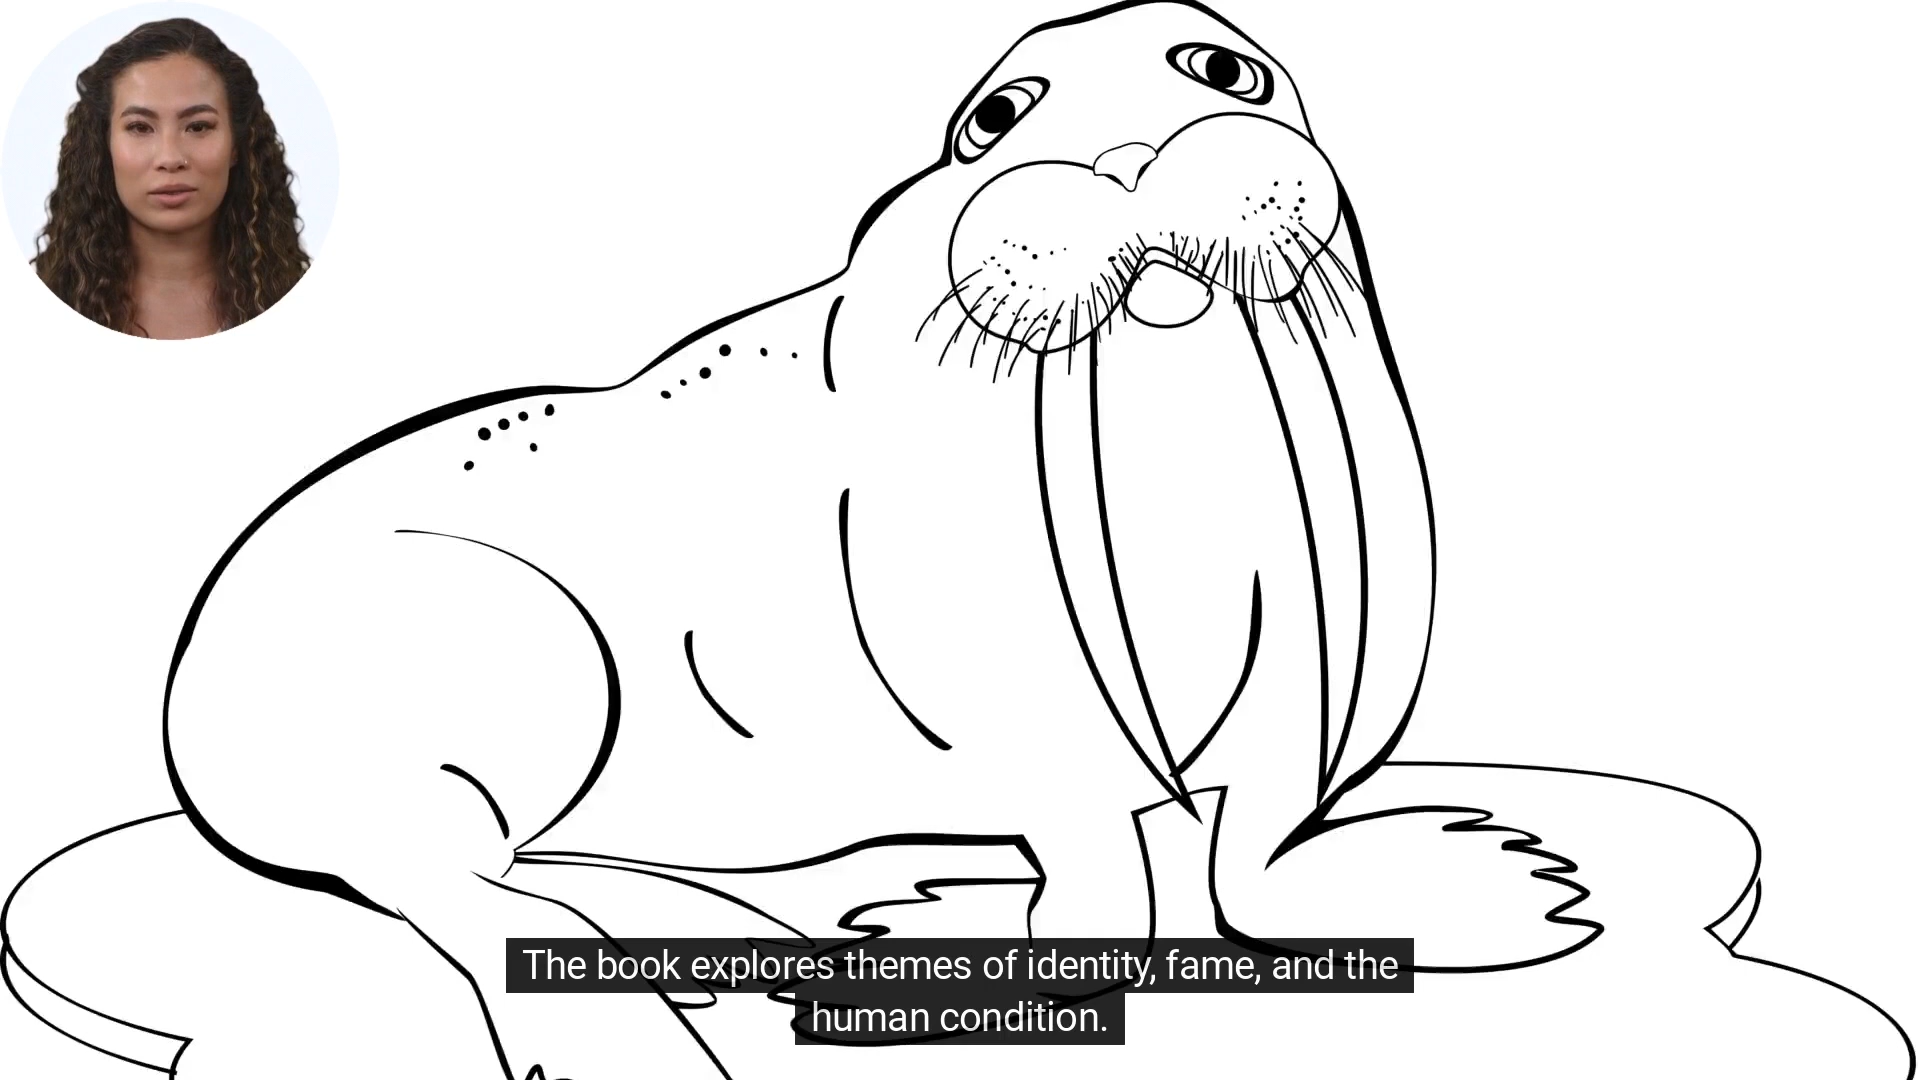 The book explores themes of identity, fame, and the
human condition.